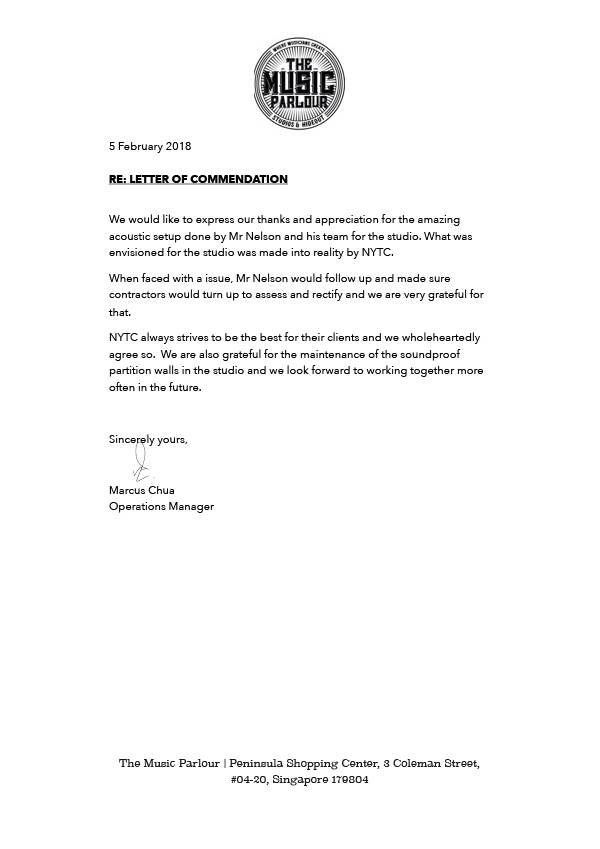 WHERE MUSICIANS CREATE
THE
MUSIC
PARLOUR
STUDIOS & HIDEOUT
5 February 2018
RE: LETTER OF COMMENDATION
We would like to express our thanks and appreciation for the amazing
acoustic setup done by Mr Nelson and his team for the studio. What was
envisioned for the studio was made into reality by NYTC.
When faced with a issue, Mr Nelson would follow up and made sure
contractors would turn up to assess and rectify and we are very grateful for
that.
NYTC always strives to be the best for their clients and we wholeheartedly
agree so.  We are also grateful for the maintenance of the soundproof
partition walls in the studio and we look forward to working together more
often in the future.
Sincerely yours,
Marcus Chua
Operations Manager
The Music Parlour | Peninsula Shopping Center, 3 Coleman Street,
#04-20, Singapore 179804